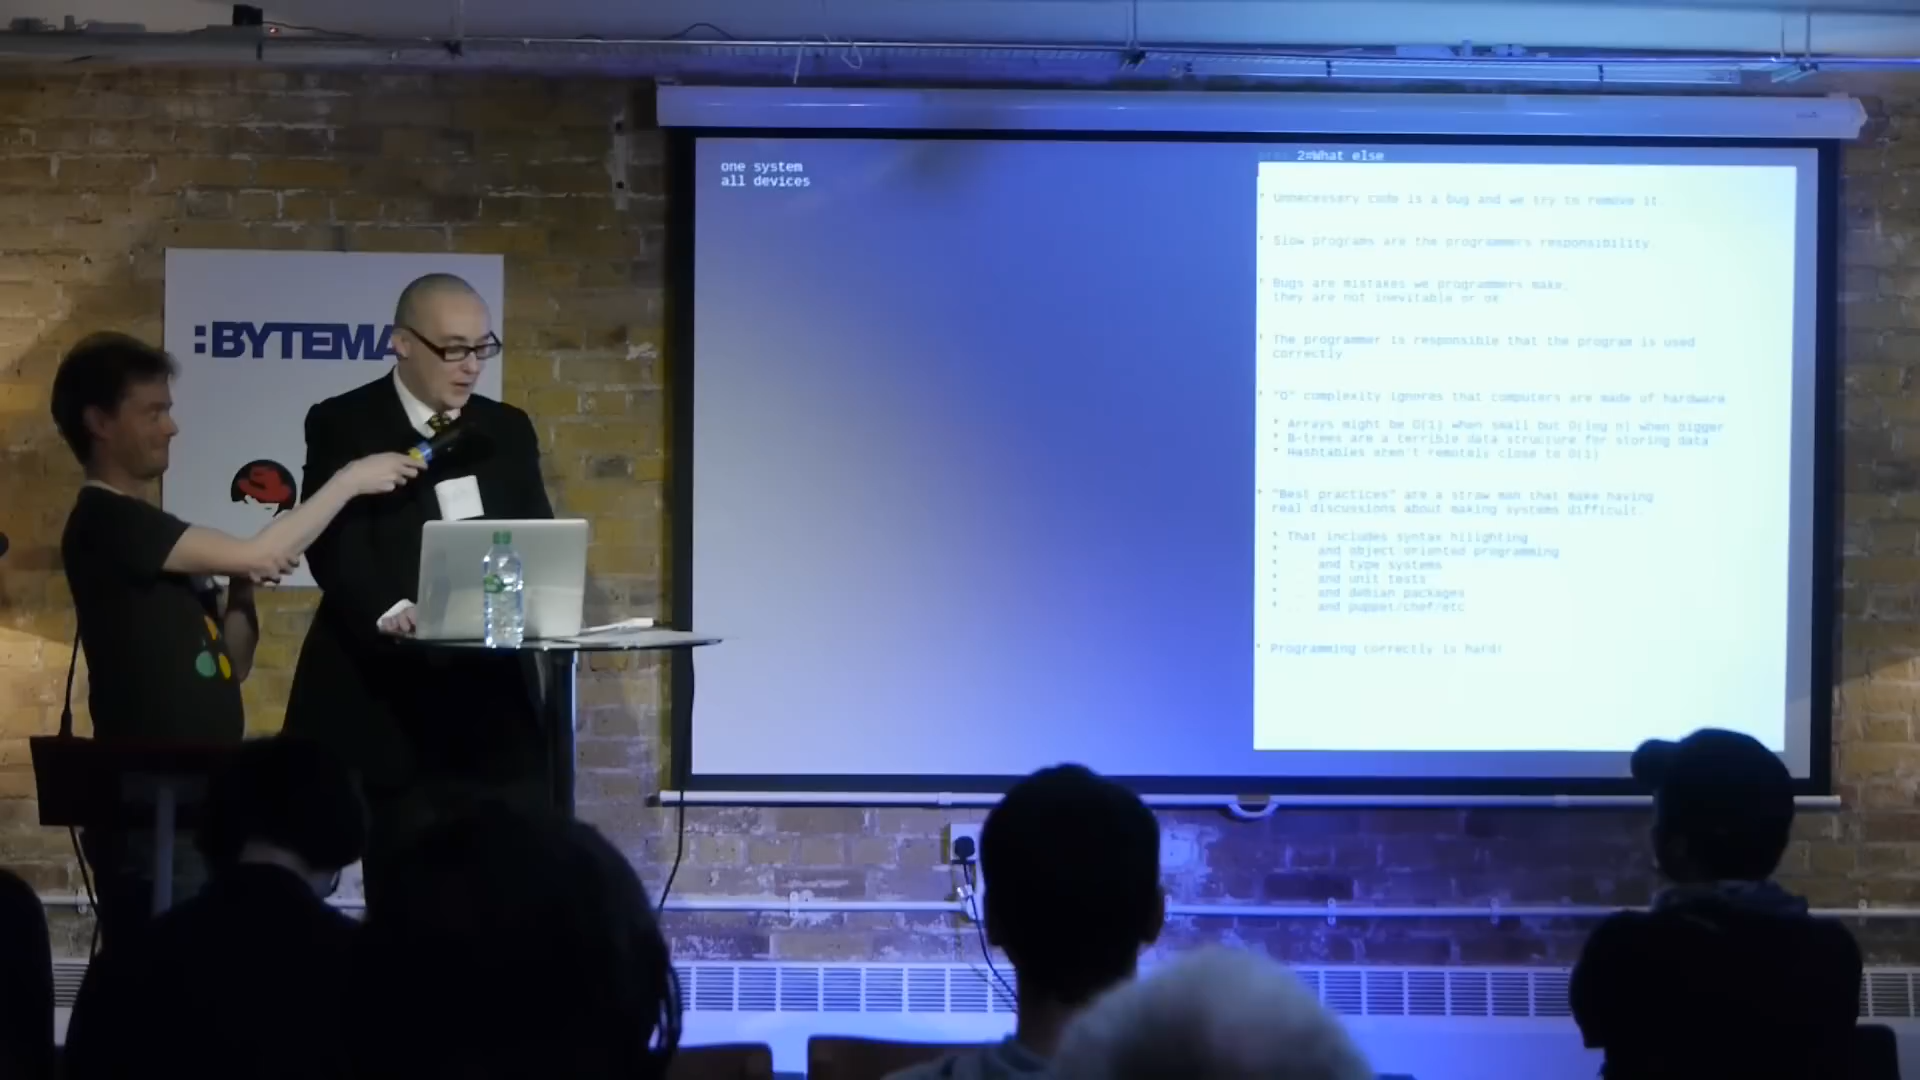 one system
all devices
2=What else
:BYTEMA
* Unnecessary code is a bug and we try to remove it.
* Slow programs are the programmers responsibility
* Bugs are mistakes we programmers make,
they are not inevitable or ok
* The programmer is responsible that the program is used
correctly
* "O" complexity ignores that computers are made of hardware
* Arrays might be O(1) when small but O(log n) when bigger
* B-trees are a terrible data structure for storing data
* Hashtables aren't remotely close to O(1)
* "Best practices" are a straw man that make having
real discussions about making systems difficult.
* That includes syntax hilighting
* and object oriented programming
* and type systems
* and unit tests
* and debian packages
* and puppet/chef/etc
* Programming correctly is hard!